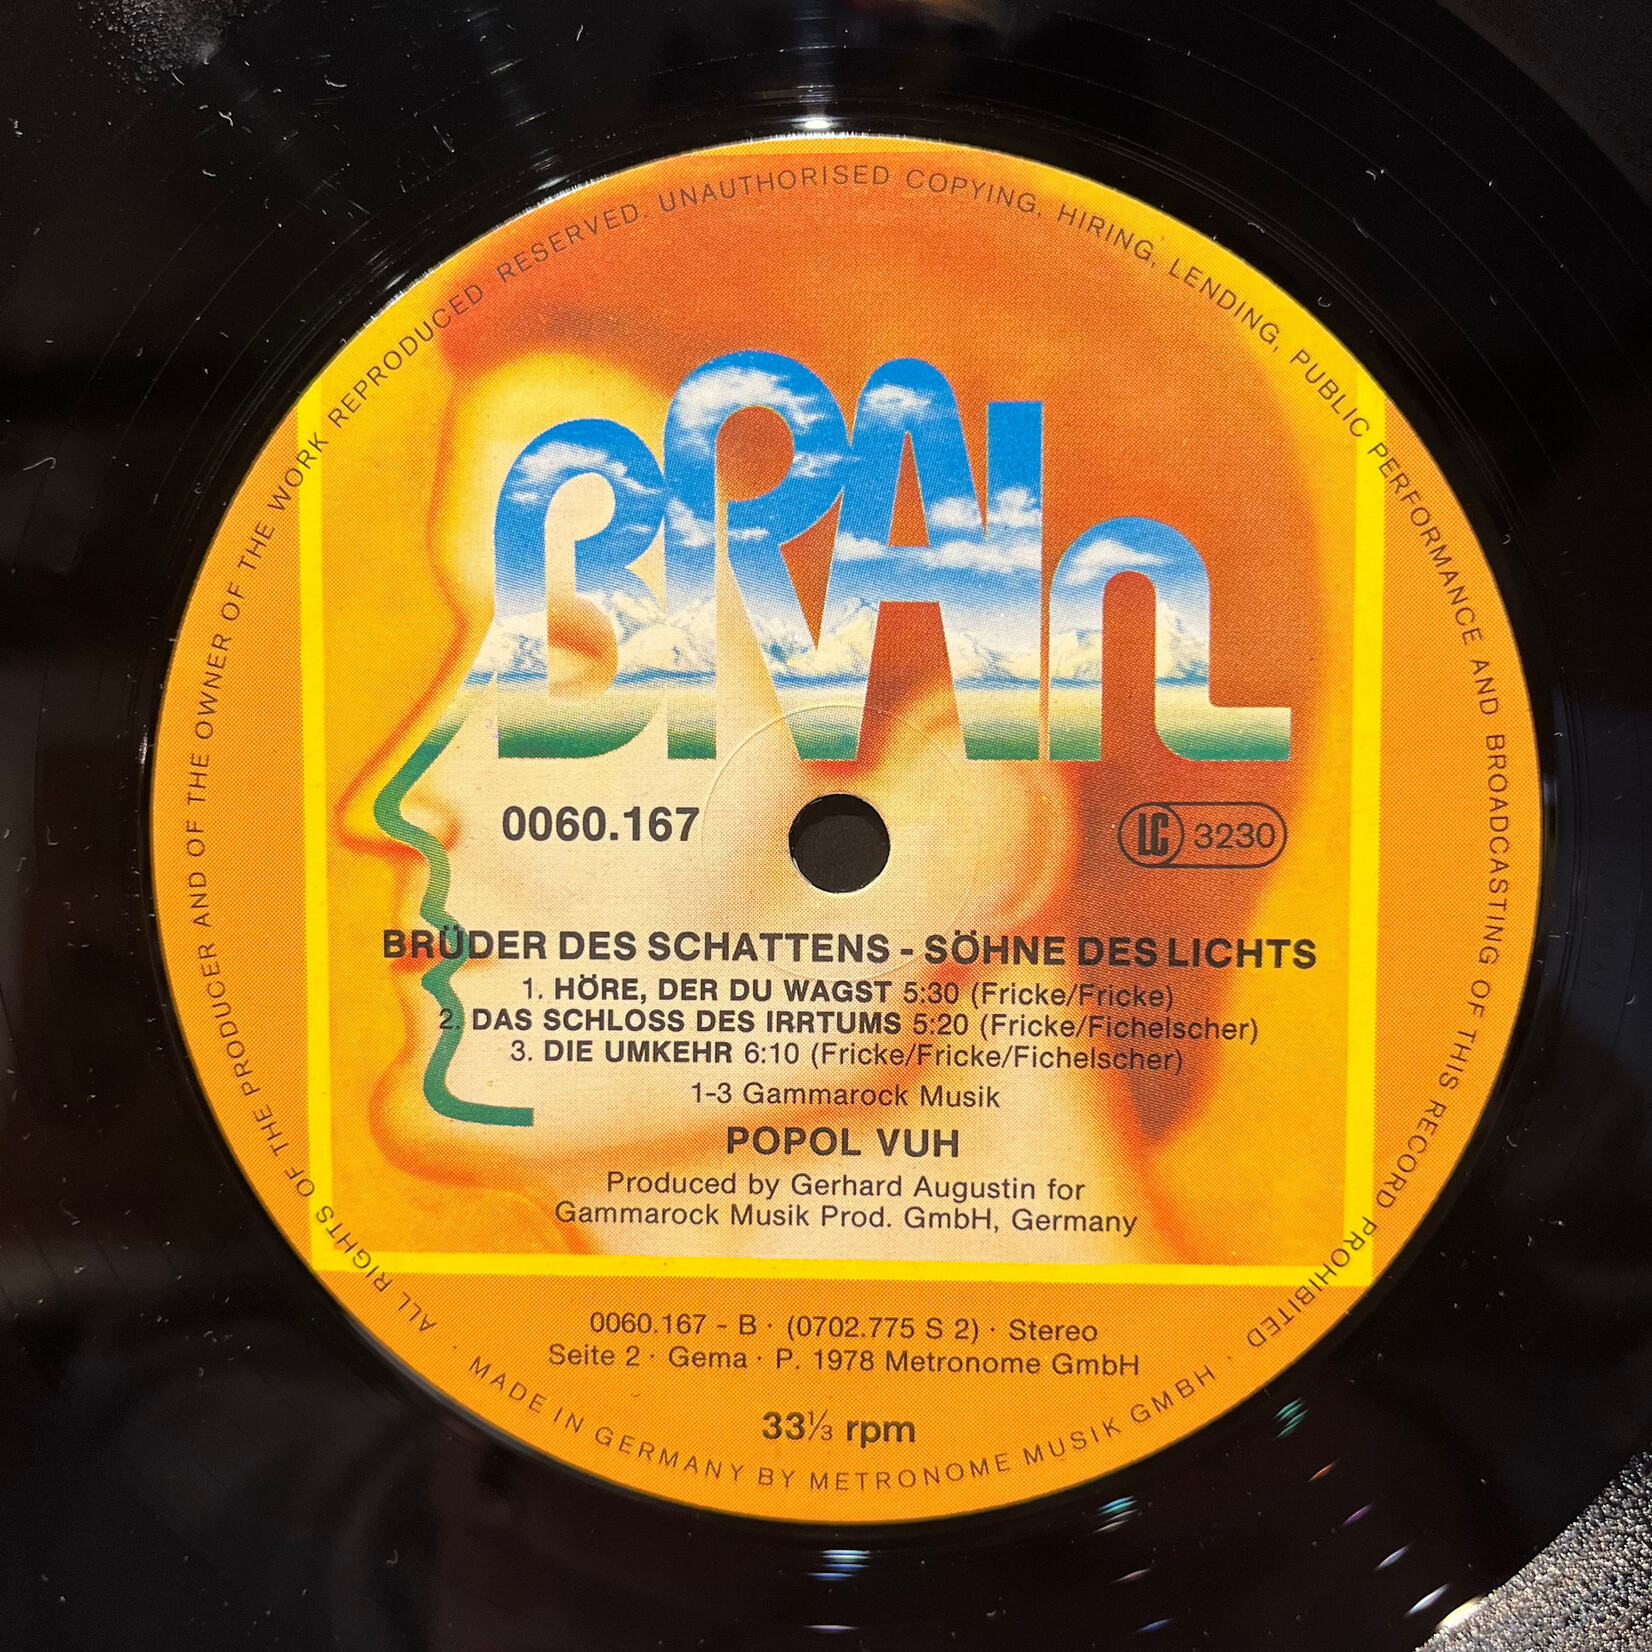 ALL RIGHTS OF THE PRODUCER AND OF THE OWNER OF THE WORK REPRODUCED RESERVED. UNAUTHORISED COPYING, HIRING, LENDING, PUBLIC PERFORMANCE AND BROADCASTING OF THIS RECORD PROHIBITED ·
BRAIn
0060.167
LC 3230
BRÜDER DES SCHATTENS - SÖHNE DES LICHTS
1. HÖRE, DER DU WAGST 5:30 (Fricke/Fricke)
2. DAS SCHLOSS DES IRRTUMS 5:20 (Fricke/Fichelscher)
3. DIE UMKEHR 6:10 (Fricke/Fricke/Fichelscher)
1-3 Gammarock Musik
POPOL VUH
Produced by Gerhard Augustin for
Gammarock Musik Prod. GmbH, Germany
0060.167 - B · (0702.775 S 2) · Stereo
Seite 2 · Gema · P. 1978 Metronome GmbH
33⅓ rpm
· MADE IN GERMANY BY METRONOME MUSIK GMBH